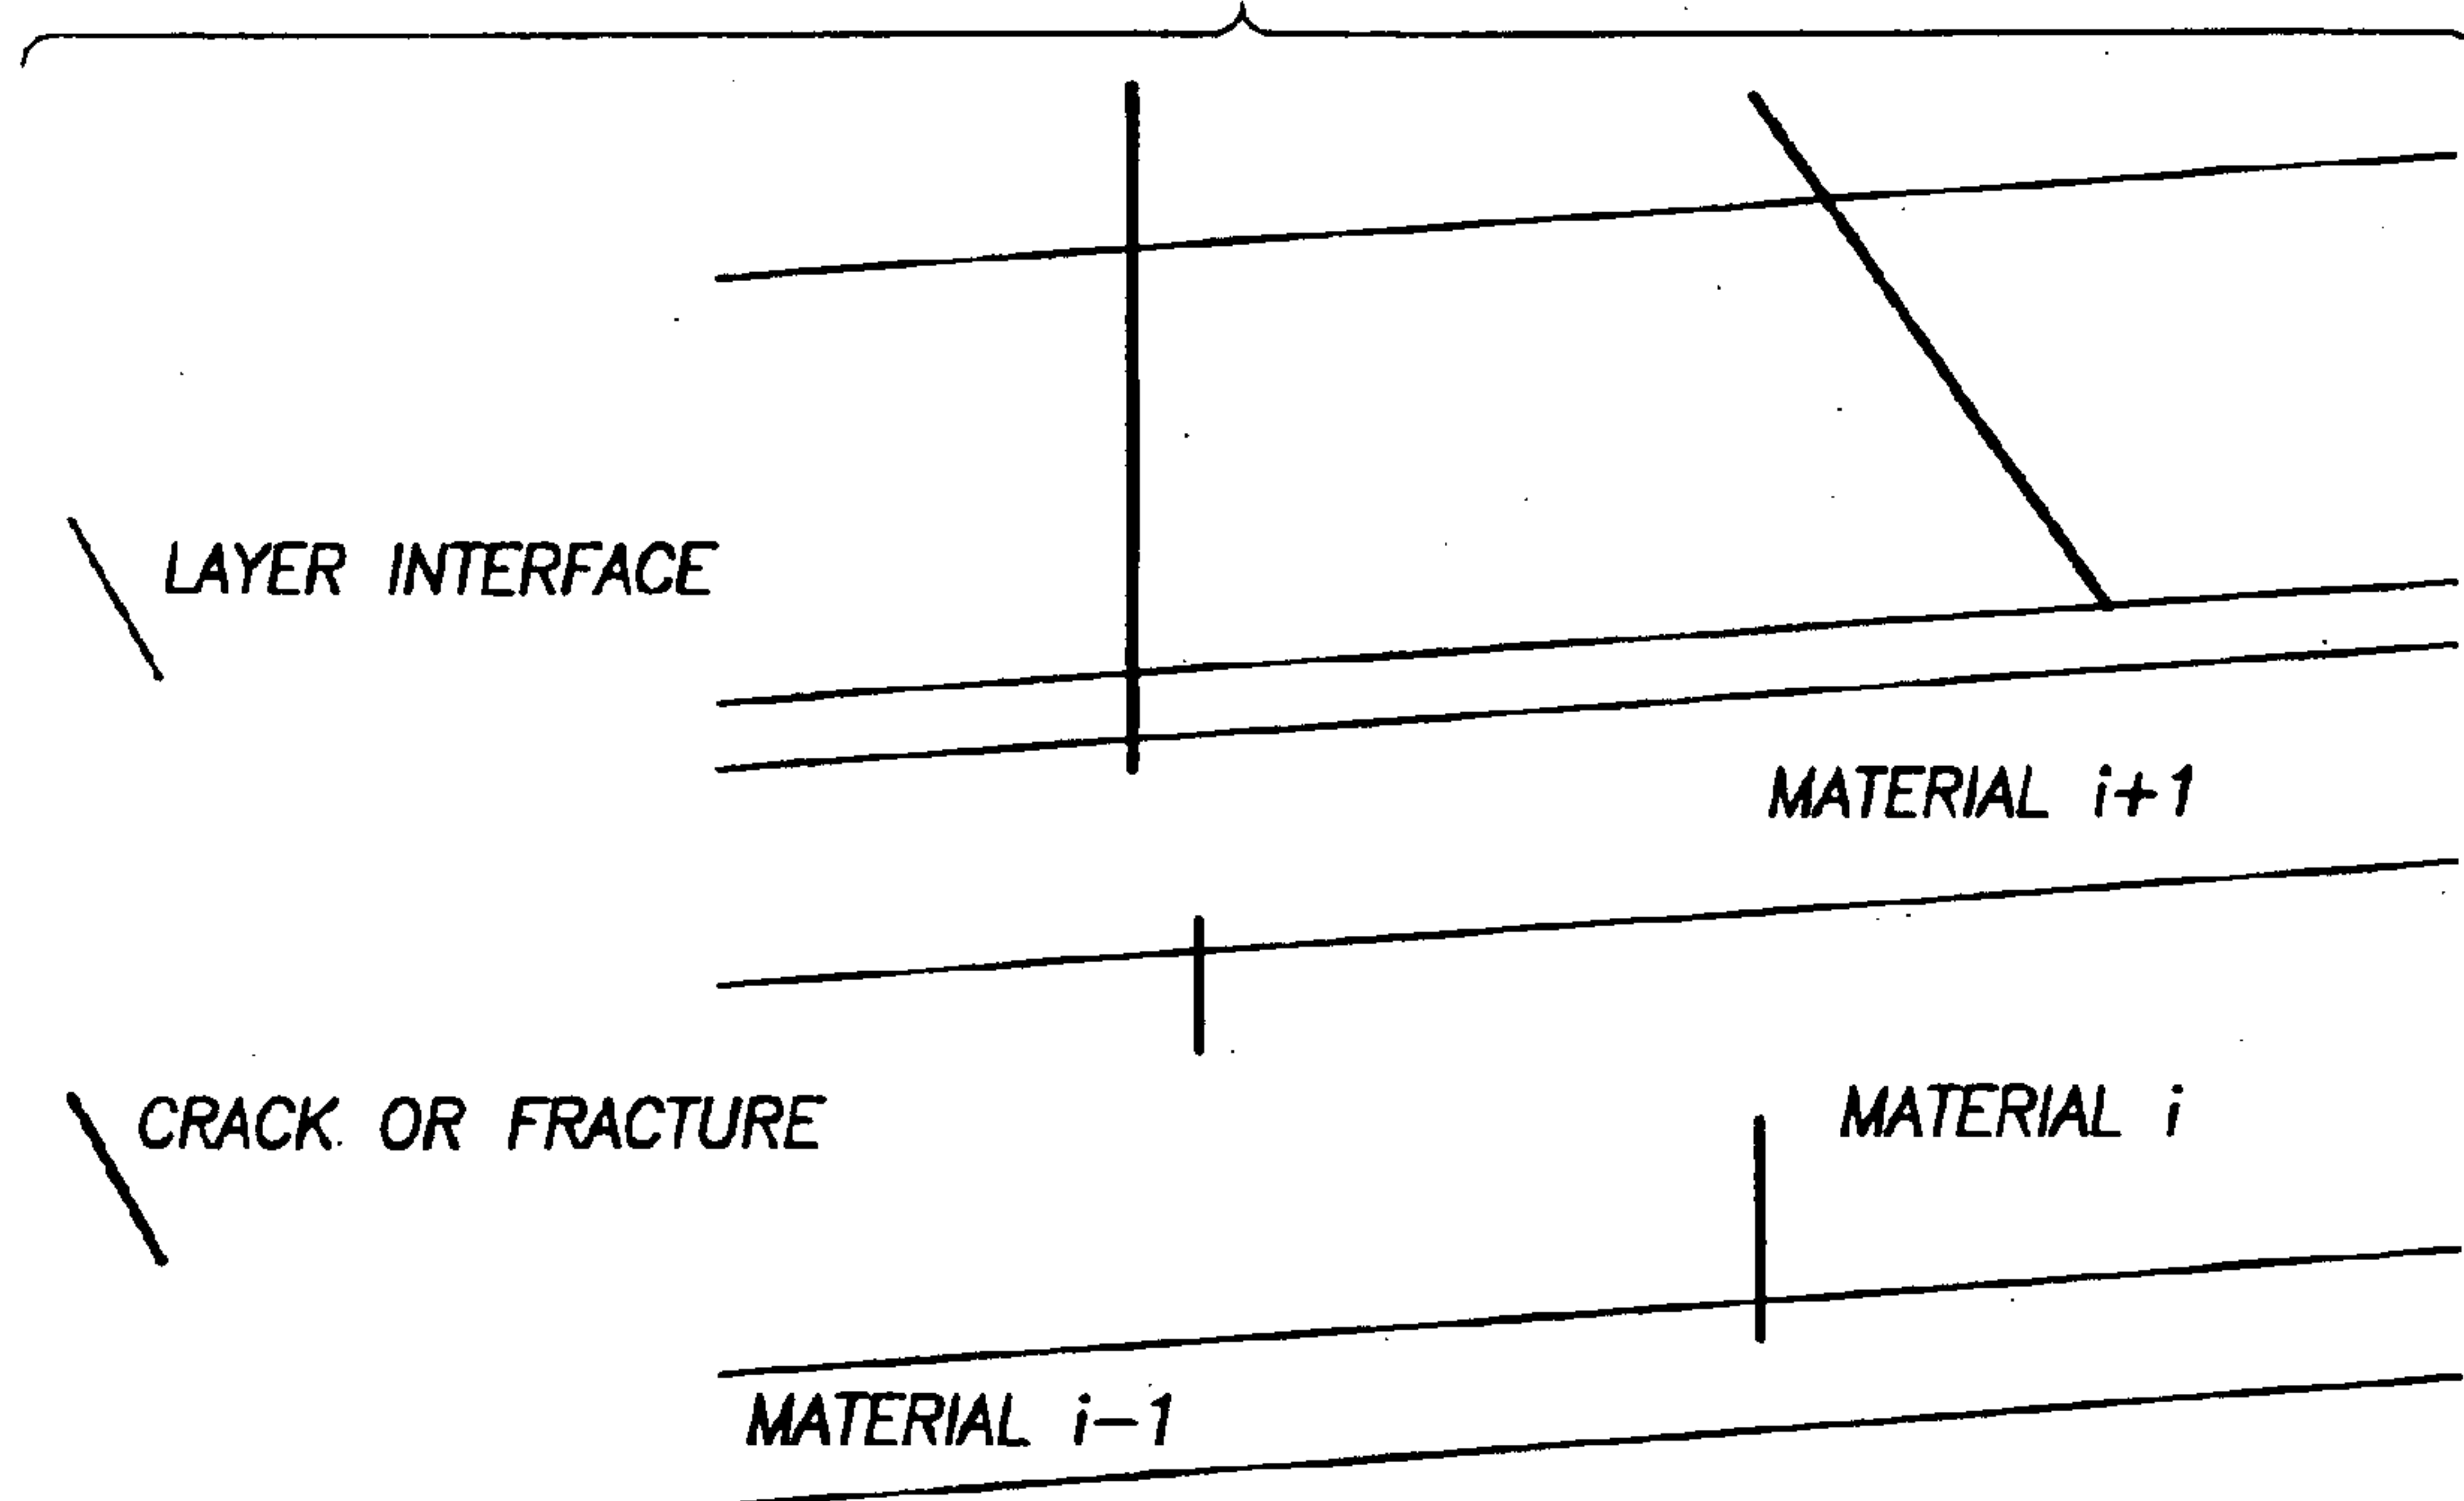 LAYER INTERFACE
MATERIAL i+1
CRACK OR FRACTURE
MATERIAL i
MATERIAL i-1